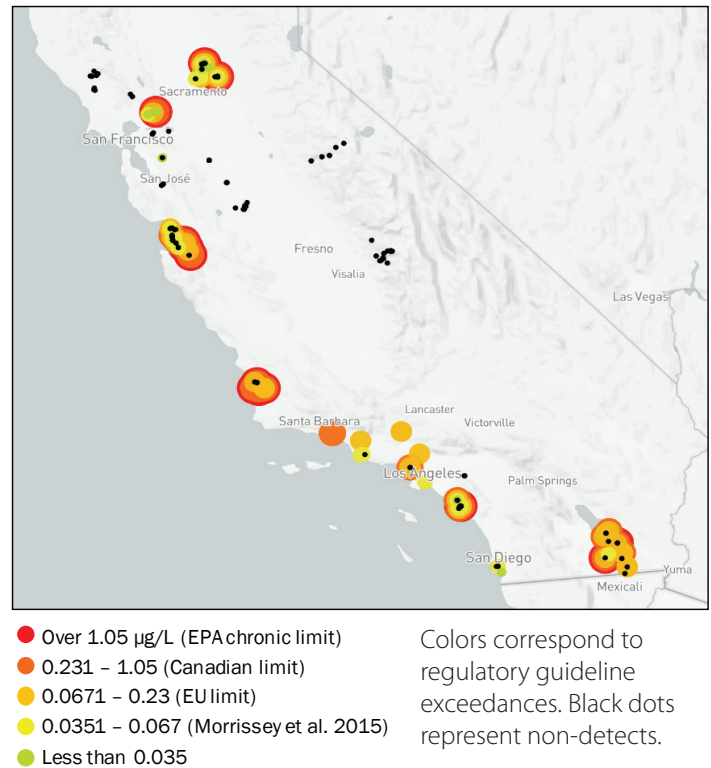 Sacramento
San Francisco
San José
Fresno
Visalia
Las Vegas
Santa Barbara
Lancaster
Victorville
Los Angeles
Palm Springs
San Diego
Yuma
Mexicali
Over 1.05 µg/L (EPA chronic limit)
0.231 – 1.05 (Canadian limit)
0.0671 – 0.23 (EU limit)
0.0351 – 0.067 (Morrissey et al. 2015)
Less than 0.035
Colors correspond to
regulatory guideline
exceedances. Black dots
represent non-detects.